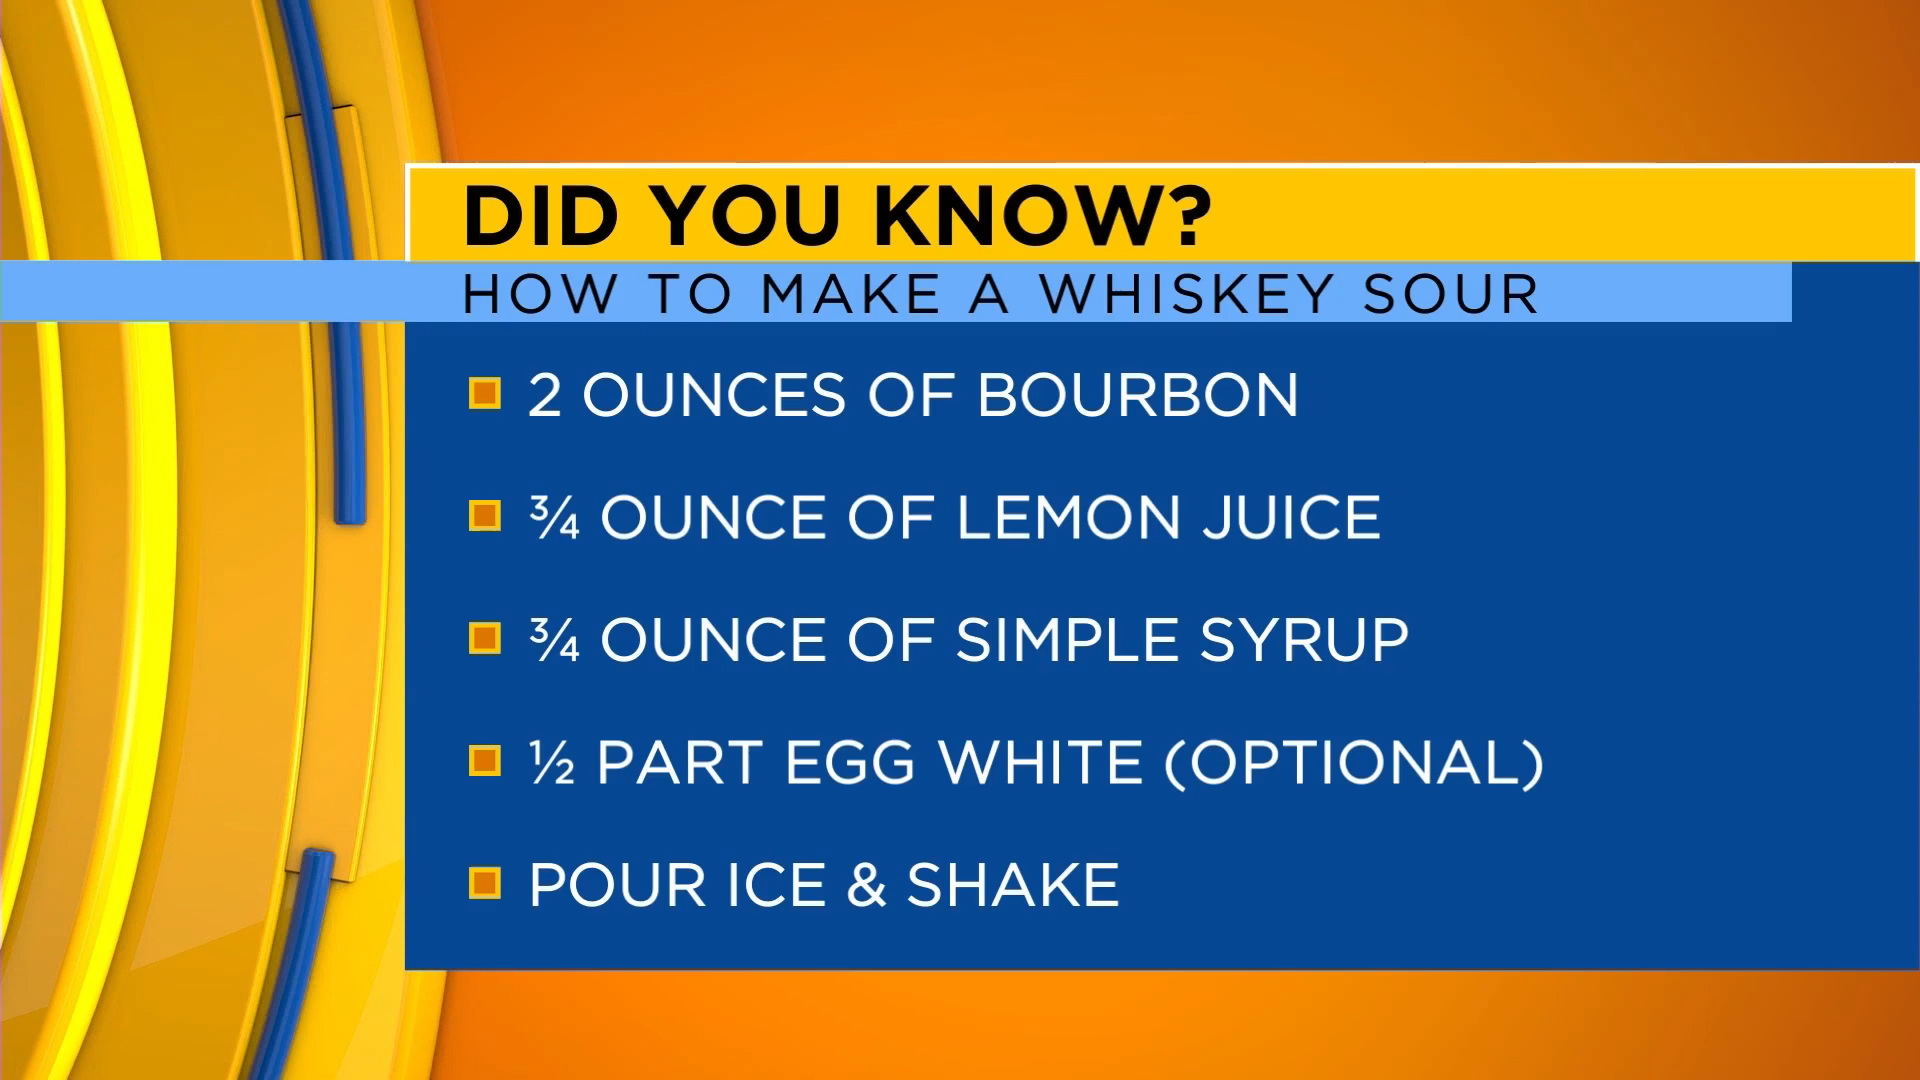 DID YOU KNOW?
HOW TO MAKE A WHISKEY SOUR
2 OUNCES OF BOURBON
¾ OUNCE OF LEMON JUICE
¾ OUNCE OF SIMPLE SYRUP
½ PART EGG WHITE (OPTIONAL)
POUR ICE & SHAKE